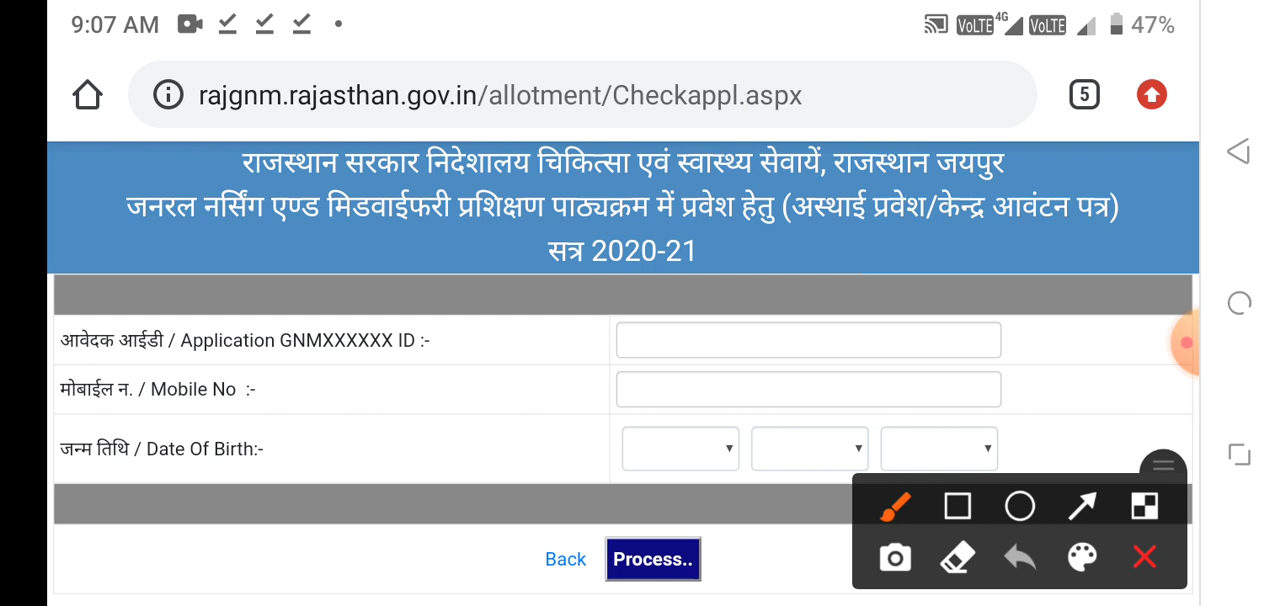 9:07 AM VoLTE 4G VoLTE 47%
rajgnm.rajasthan.gov.in/allotment/Checkappl.aspx 5
राजस्थान सरकार निदेशालय चिकित्सा एवं स्वास्थ्य सेवायें, राजस्थान जयपुर
जनरल नर्सिंग एण्ड मिडवाईफरी प्रशिक्षण पाठ्यक्रम में प्रवेश हेतु (अस्थाई प्रवेश/केन्द्र आवंटन पत्र)
सत्र 2020-21
आवेदक आईडी / Application GNMXXXXXX ID :-
मोबाईल न. / Mobile No :-
जन्म तिथि / Date Of Birth:-
Back Process..